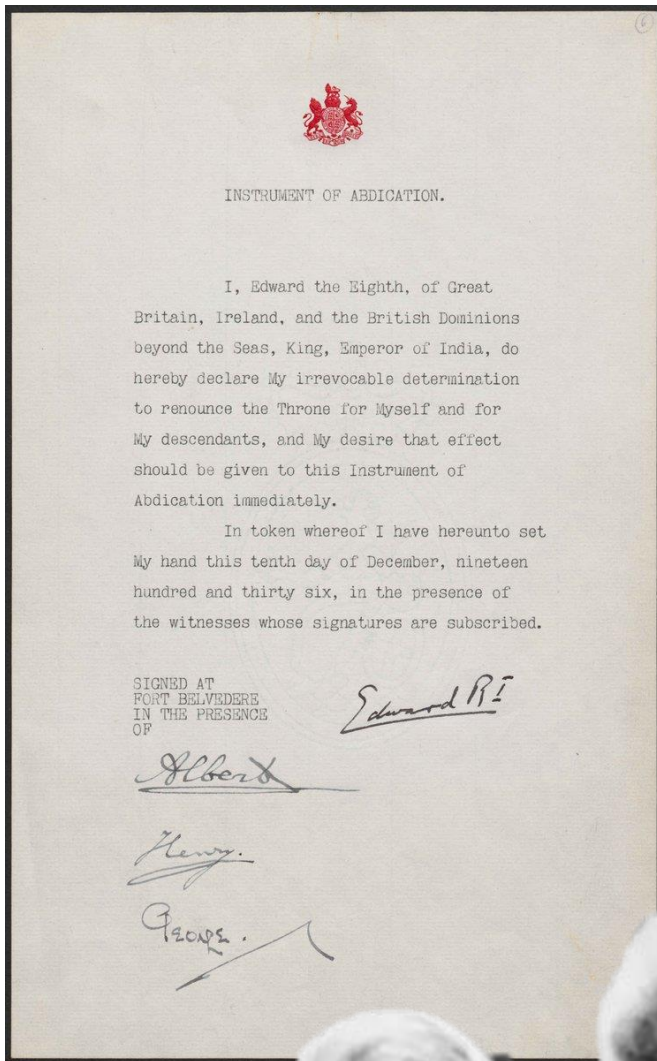 6
INSTRUMENT OF ABDICATION.
I, Edward the Eighth, of Great
Britain, Ireland, and the British Dominions
beyond the Seas, King, Emperor of India, do
hereby declare My irrevocable determination
to renounce the Throne for Myself and for
My descendants, and My desire that effect
should be given to this Instrument of
Abdication immediately.
In token whereof I have hereunto set
My hand this tenth day of December, nineteen
hundred and thirty six, in the presence of
the witnesses whose signatures are subscribed.
SIGNED AT
FORT BELVEDERE
IN THE PRESENCE
OF
Edward RI
Albert
Henry.
George.